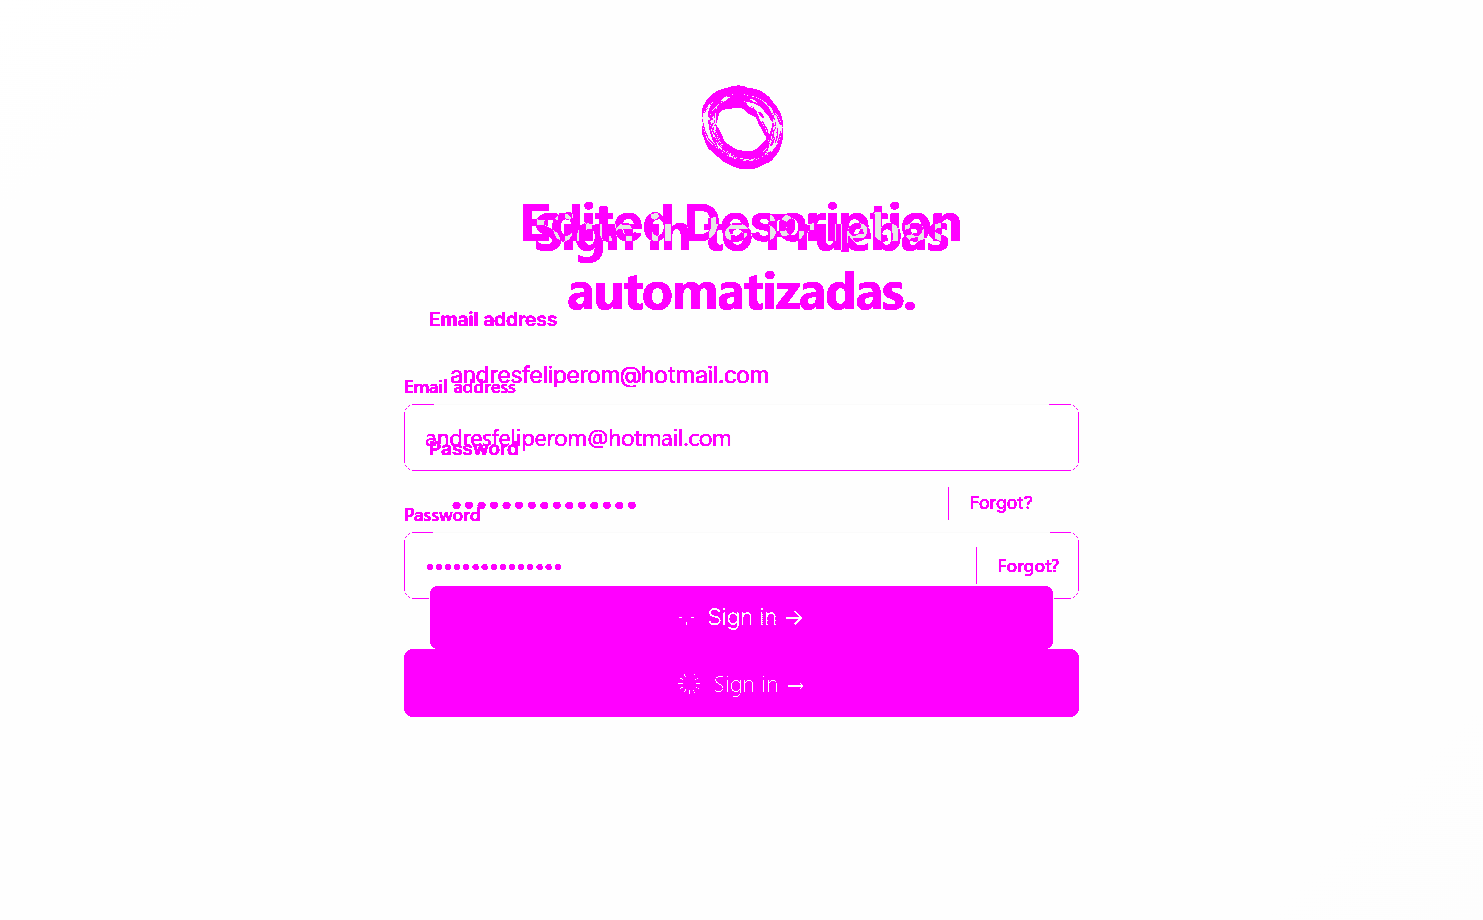 Edited Description
Sign in to Pruebas
automatizadas.
Email address
andresfeliperom@hotmail.com
Email address
andresfeliperom@hotmail.com
Password
Forgot?
Password
Forgot?
Sign in →
Sign in →